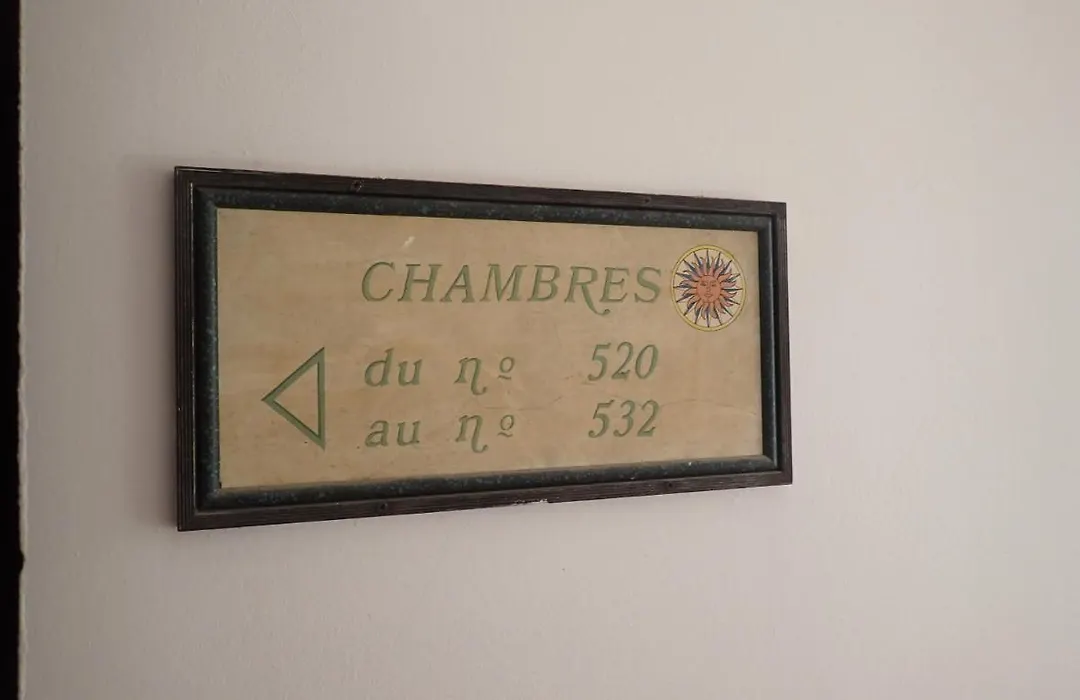 CHAMBRES
du nº 520
au nº 532